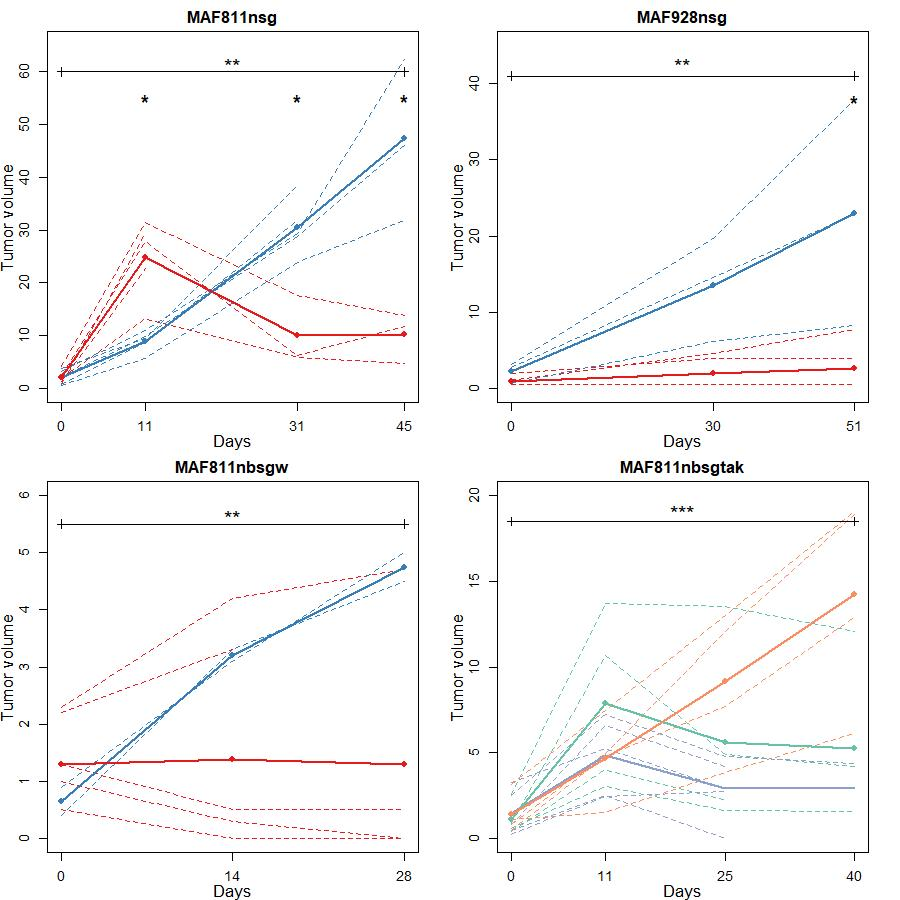 MAF811nsg
**
* * *
Tumor volume
0 10 20 30 40 50 60
0 11 31 45
Days
MAF928nsg
**
*
Tumor volume
0 10 20 30 40
0 30 51
Days
MAF811nbsgw
**
Tumor volume
0 1 2 3 4 5 6
0 14 28
Days
MAF811nbsgtak
***
Tumor volume
0 5 10 15 20
0 11 25 40
Days